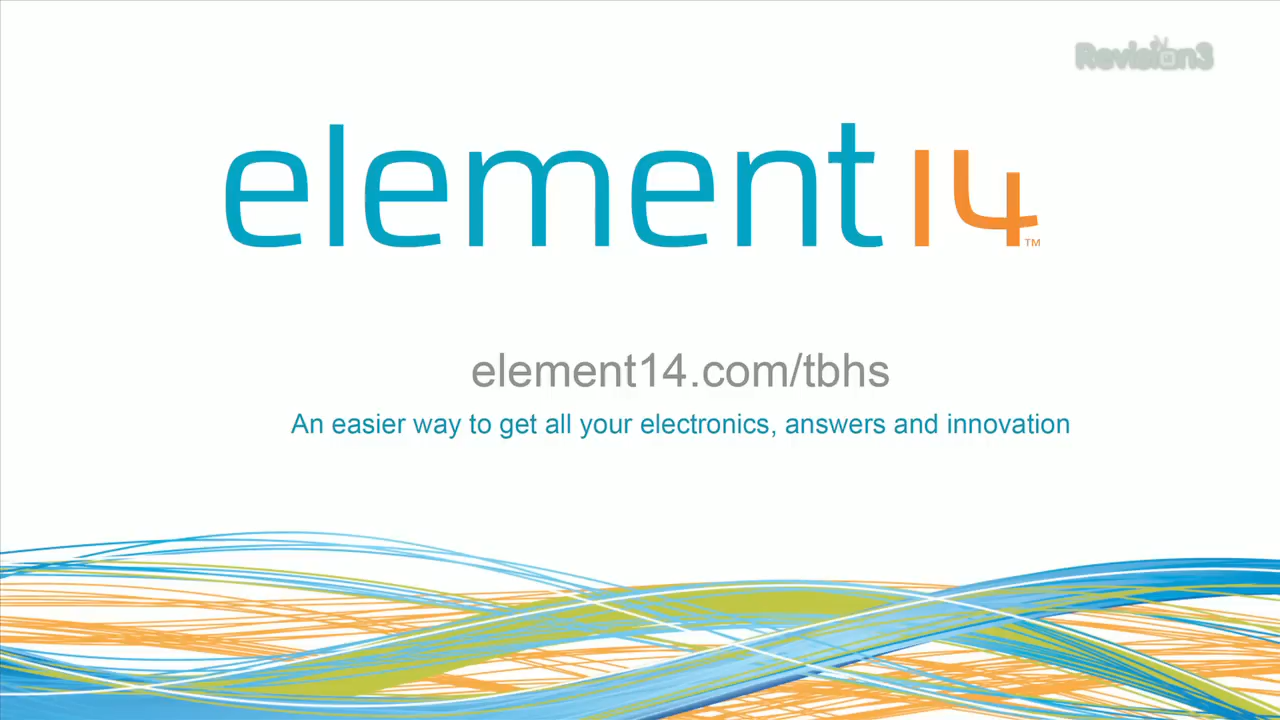 Revision3
element14™
element14.com/tbhs
An easier way to get all your electronics, answers and innovation